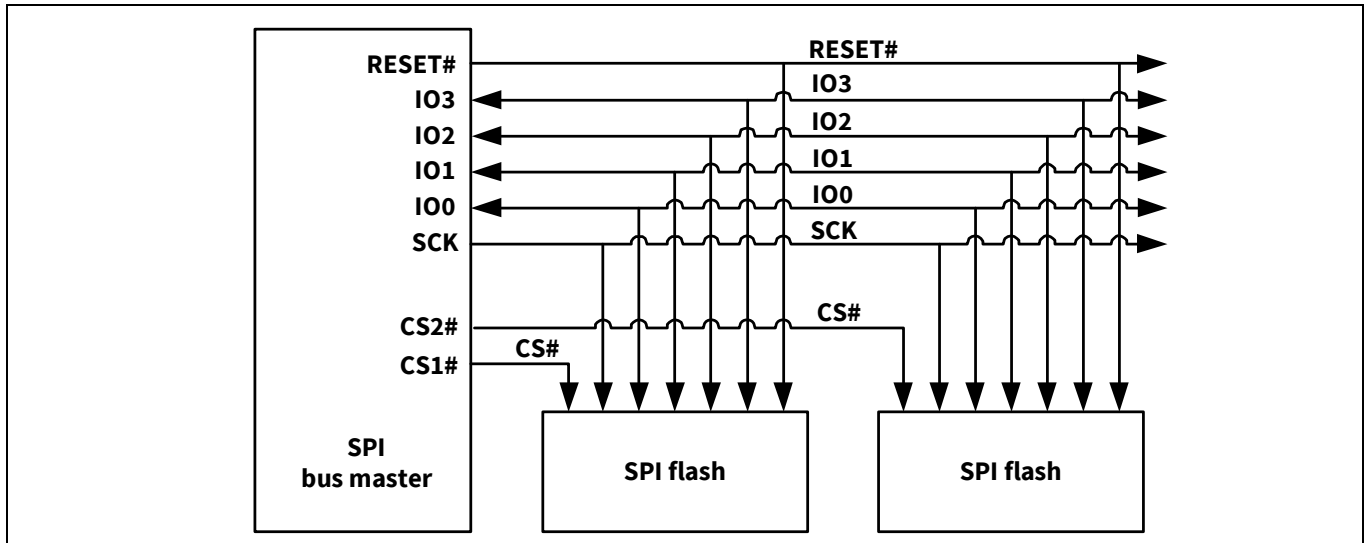 RESET#
RESET#
IO3
IO3
IO2
IO2
IO1
IO1
IO0
IO0
SCK
SCK
CS2#
CS#
CS1#
CS#
SPI
bus master
SPI flash
SPI flash